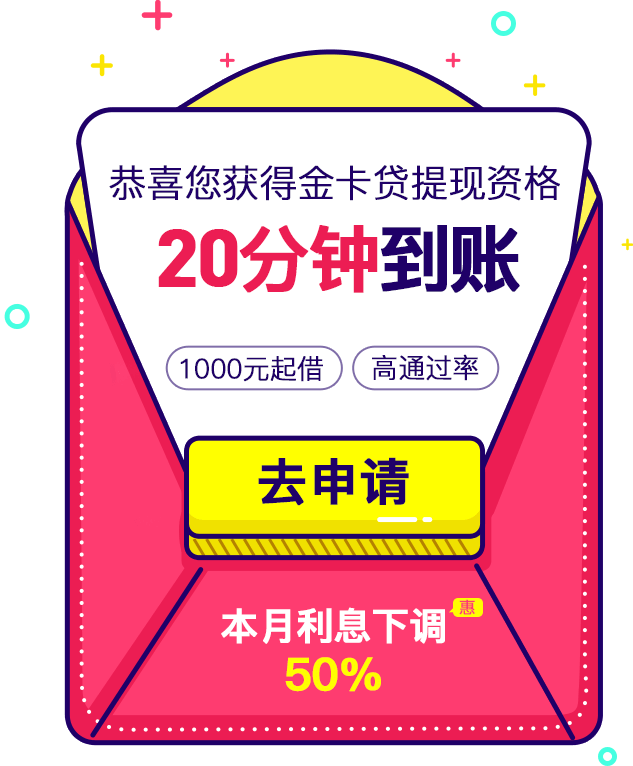 恭喜您获得金卡贷提现资格
20分钟到账
1000元起借 高通过率
去申请
本月利息下调 惠
50%